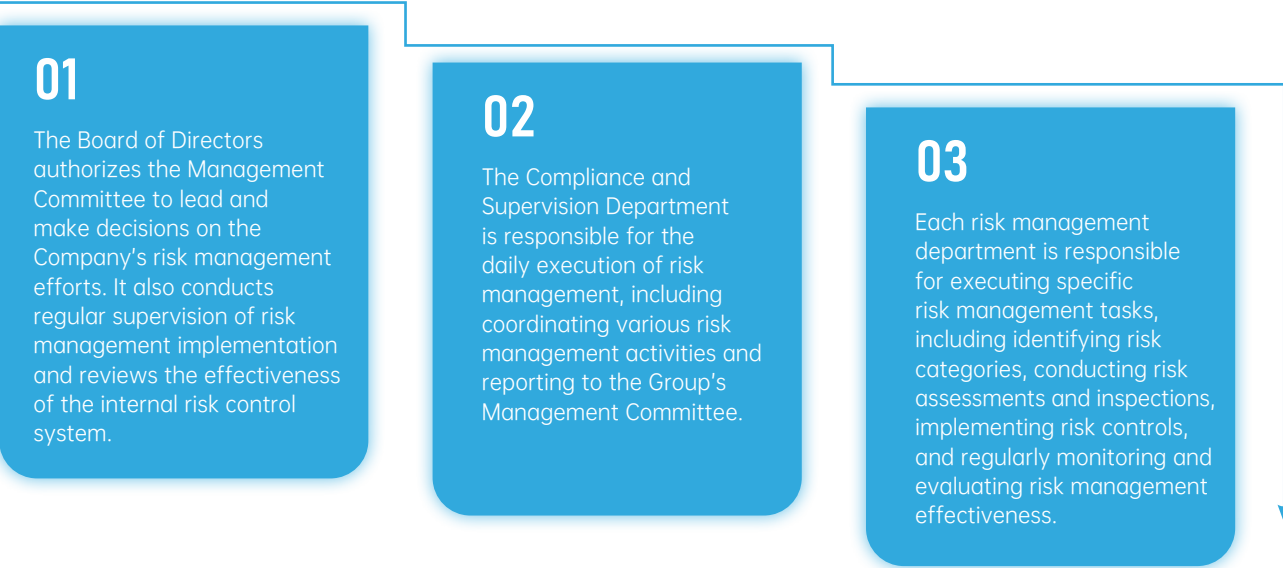 01
The Board of Directors
authorizes the Management
Committee to lead and
make decisions on the
Company’s risk management
efforts. It also conducts
regular supervision of risk
management implementation
and reviews the effectiveness
of the internal risk control
system.
02
The Compliance and
Supervision Department
is responsible for the
daily execution of risk
management, including
coordinating various risk
management activities and
reporting to the Group’s
Management Committee.
03
Each risk management
department is responsible
for executing specific
risk management tasks,
including identifying risk
categories, conducting risk
assessments and inspections,
implementing risk controls,
and regularly monitoring and
evaluating risk management
effectiveness.